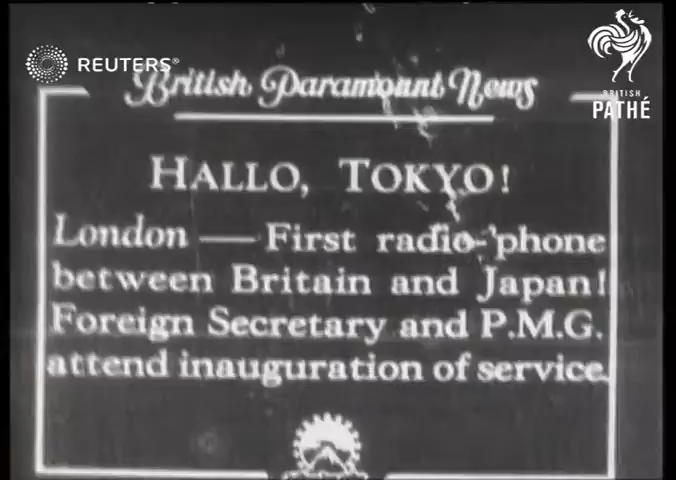 REUTERS®
BRITISH
PATHÉ
British Paramount News
HALLO, TOKYO!
London — First radio-'phone
between Britain and Japan!
Foreign Secretary and P.M.G.
attend inauguration of service.